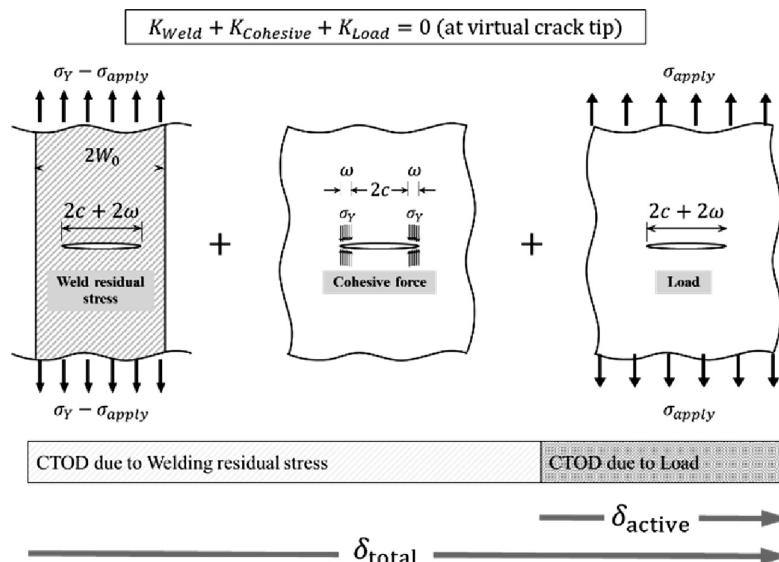 K_Weld + K_Cohesive + K_Load = 0 (at virtual crack tip)
σ_Y − σ_apply
σ_apply
2W_0
ω ω
2c
2c + 2ω
σ_Y σ_Y
2c + 2ω
+
+
Weld residual
stress
Cohesive force
Load
σ_Y − σ_apply
σ_apply
CTOD due to Welding residual stress
CTOD due to Load
δ_active
δ_total